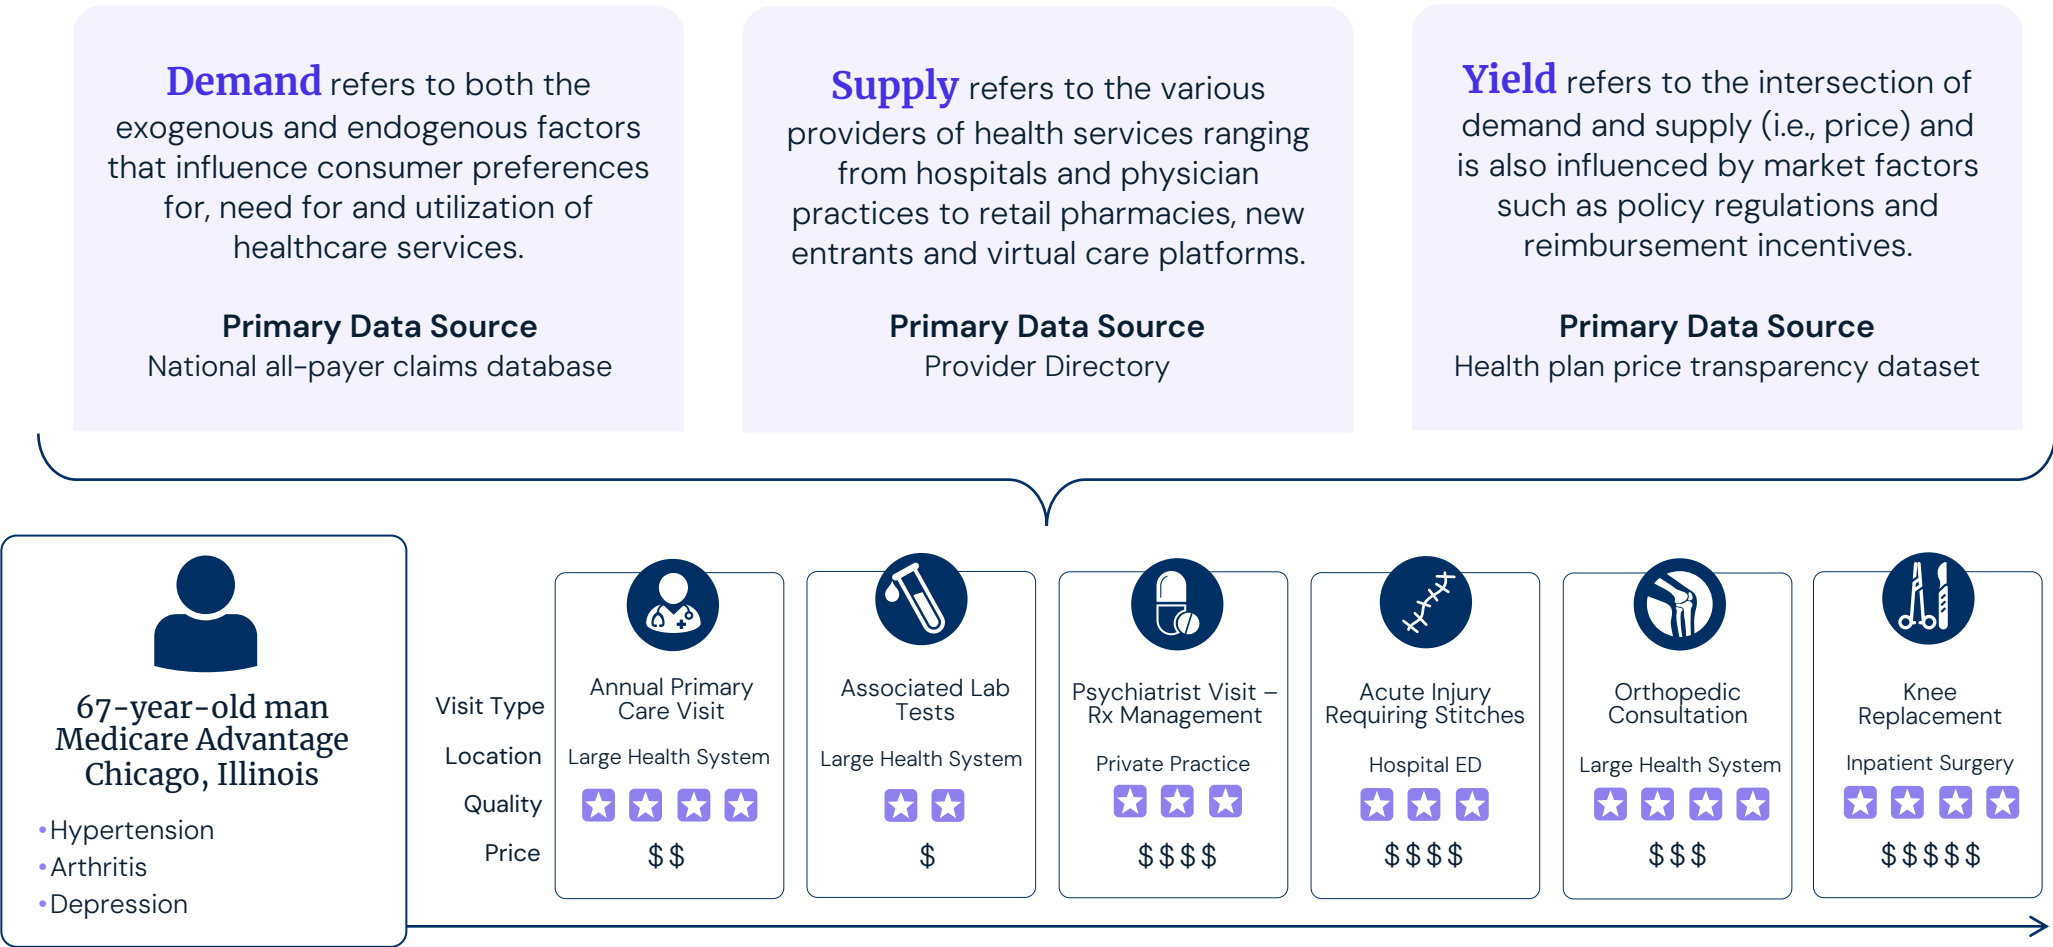 Demand refers to both the
exogenous and endogenous factors
that influence consumer preferences
for, need for and utilization of
healthcare services.
Primary Data Source
National all-payer claims database
Supply refers to the various
providers of health services ranging
from hospitals and physician
practices to retail pharmacies, new
entrants and virtual care platforms.
Primary Data Source
Provider Directory
Yield refers to the intersection of
demand and supply (i.e., price) and
is also influenced by market factors
such as policy regulations and
reimbursement incentives.
Primary Data Source
Health plan price transparency dataset
67-year-old man
Medicare Advantage
Chicago, Illinois
•Hypertension
•Arthritis
•Depression
Visit Type
Location
Quality
Price
Annual Primary
Care Visit
Large Health System
$$
Associated Lab
Tests
Large Health System
$
Psychiatrist Visit –
Rx Management
Private Practice
$$$$
Acute Injury
Requiring Stitches
Hospital ED
$$$$
Orthopedic
Consultation
Large Health System
$$$
Knee
Replacement
Inpatient Surgery
$$$$$